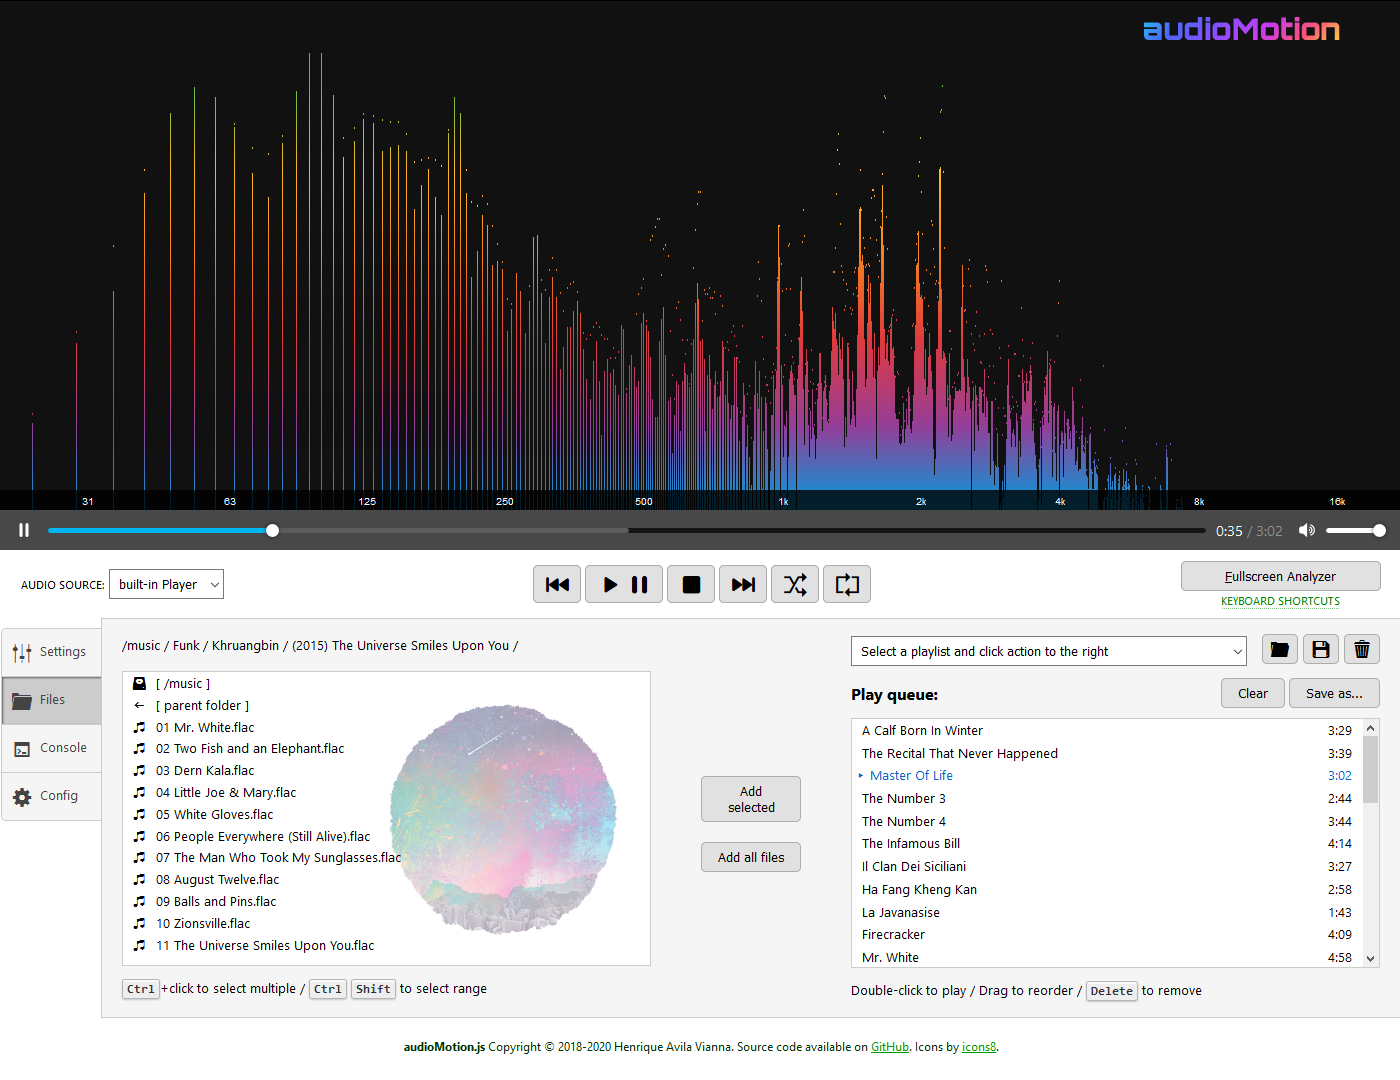 audioMotion
31 63 125 250 500 1k 2k 4k 8k 16k
0:35 / 3:02
AUDIO SOURCE: built-in Player
Fullscreen Analyzer
KEYBOARD SHORTCUTS
Settings
Files
Console
Config
/music / Funk / Khruangbin / (2015) The Universe Smiles Upon You /
[ /music ]
[ parent folder ]
01 Mr. White.flac
02 Two Fish and an Elephant.flac
03 Dern Kala.flac
04 Little Joe & Mary.flac
05 White Gloves.flac
06 People Everywhere (Still Alive).flac
07 The Man Who Took My Sunglasses.flac
08 August Twelve.flac
09 Balls and Pins.flac
10 Zionsville.flac
11 The Universe Smiles Upon You.flac
Ctrl+click to select multiple / Ctrl Shift to select range
Add
selected
Add all files
Select a playlist and click action to the right
Play queue:
Clear
Save as...
A Calf Born In Winter 3:29
The Recital That Never Happened 3:39
Master Of Life 3:02
The Number 3 2:44
The Number 4 3:44
The Infamous Bill 4:14
Il Clan Dei Siciliani 3:27
Ha Fang Kheng Kan 2:58
La Javanaise 1:43
Firecracker 4:09
Mr. White 4:58
Double-click to play / Drag to reorder / Delete to remove
audioMotion.js Copyright © 2018-2020 Henrique Avila Vianna. Source code available on GitHub. Icons by icons8.